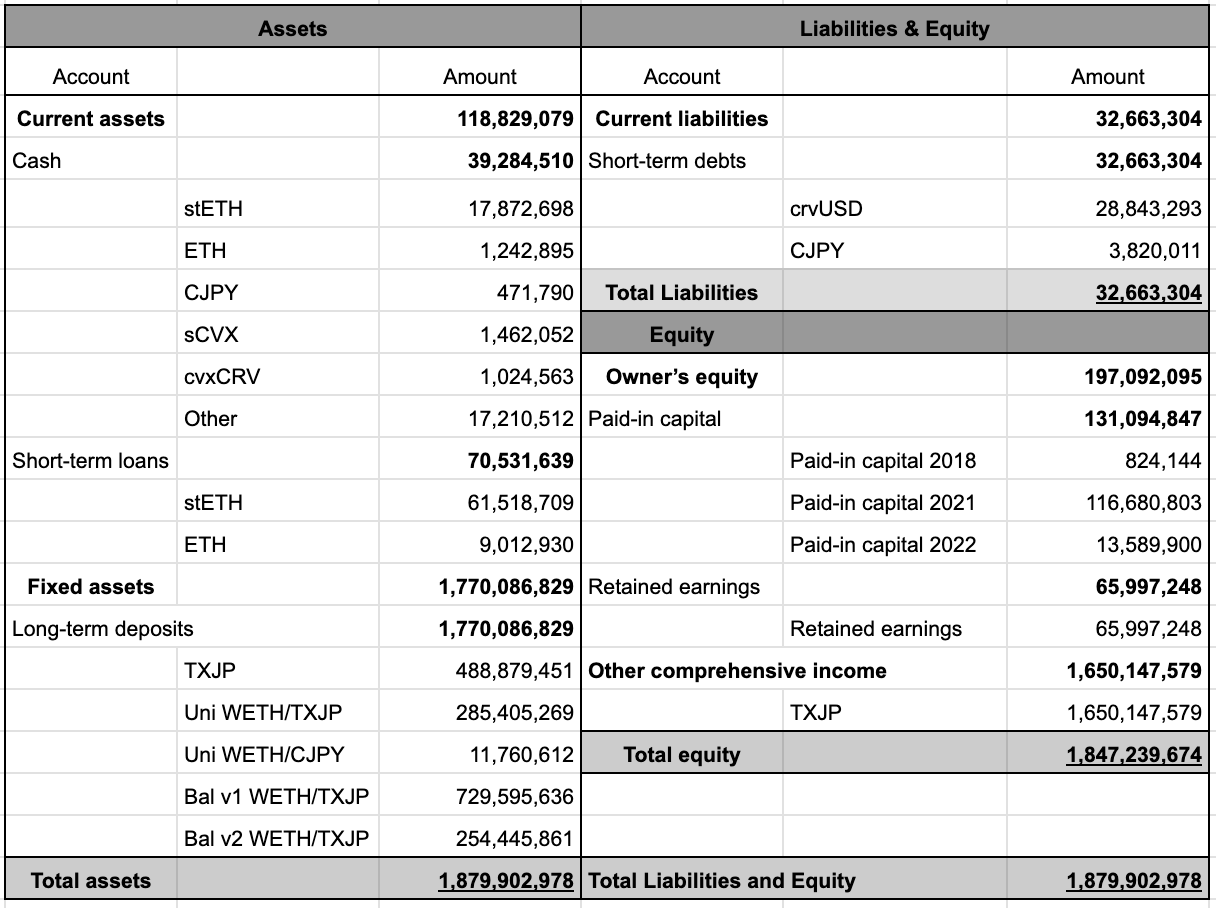 Assets Liabilities & Equity
Account Amount Account Amount
Current assets 118,829,079 Current liabilities 32,663,304
Cash 39,284,510 Short-term debts 32,663,304
stETH 17,872,698 crvUSD 28,843,293
ETH 1,242,895 CJPY 3,820,011
CJPY 471,790 Total Liabilities 32,663,304
sCVX 1,462,052 Equity
cvxCRV 1,024,563 Owner’s equity 197,092,095
Other 17,210,512 Paid-in capital 131,094,847
Short-term loans 70,531,639 Paid-in capital 2018 824,144
stETH 61,518,709 Paid-in capital 2021 116,680,803
ETH 9,012,930 Paid-in capital 2022 13,589,900
Fixed assets 1,770,086,829 Retained earnings 65,997,248
Long-term deposits 1,770,086,829 Retained earnings 65,997,248
TXJP 488,879,451 Other comprehensive income 1,650,147,579
Uni WETH/TXJP 285,405,269 TXJP 1,650,147,579
Uni WETH/CJPY 11,760,612 Total equity 1,847,239,674
Bal v1 WETH/TXJP 729,595,636
Bal v2 WETH/TXJP 254,445,861
Total assets 1,879,902,978 Total Liabilities and Equity 1,879,902,978